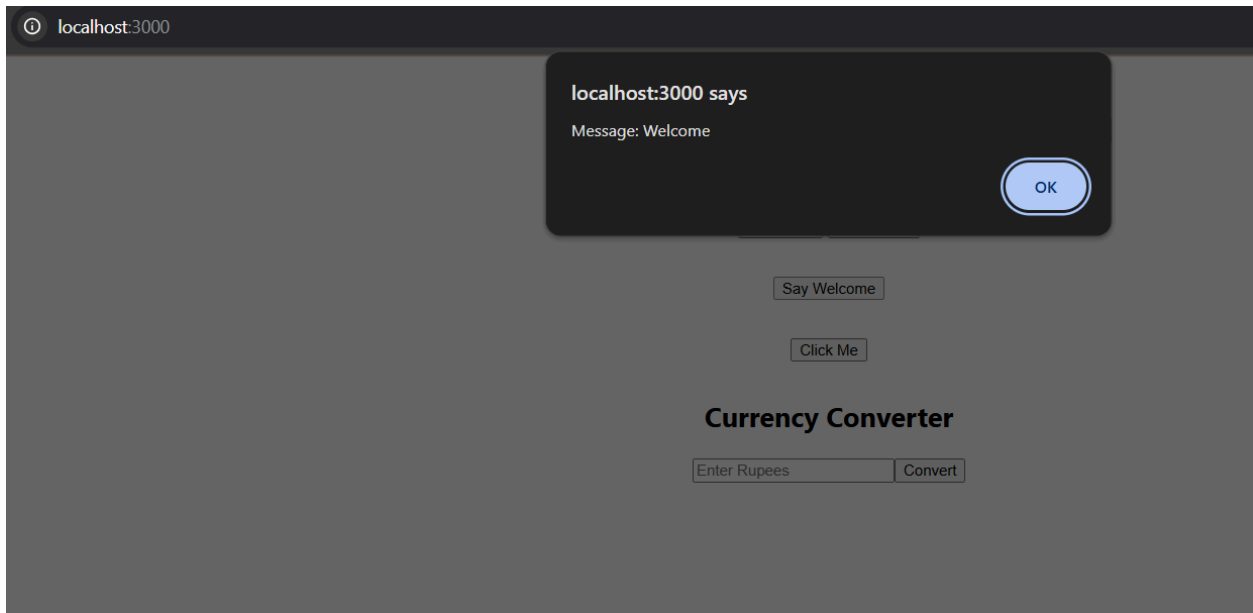 localhost:3000
localhost:3000 says
Message: Welcome
OK
Say Welcome
Click Me
Currency Converter
Enter Rupees Convert